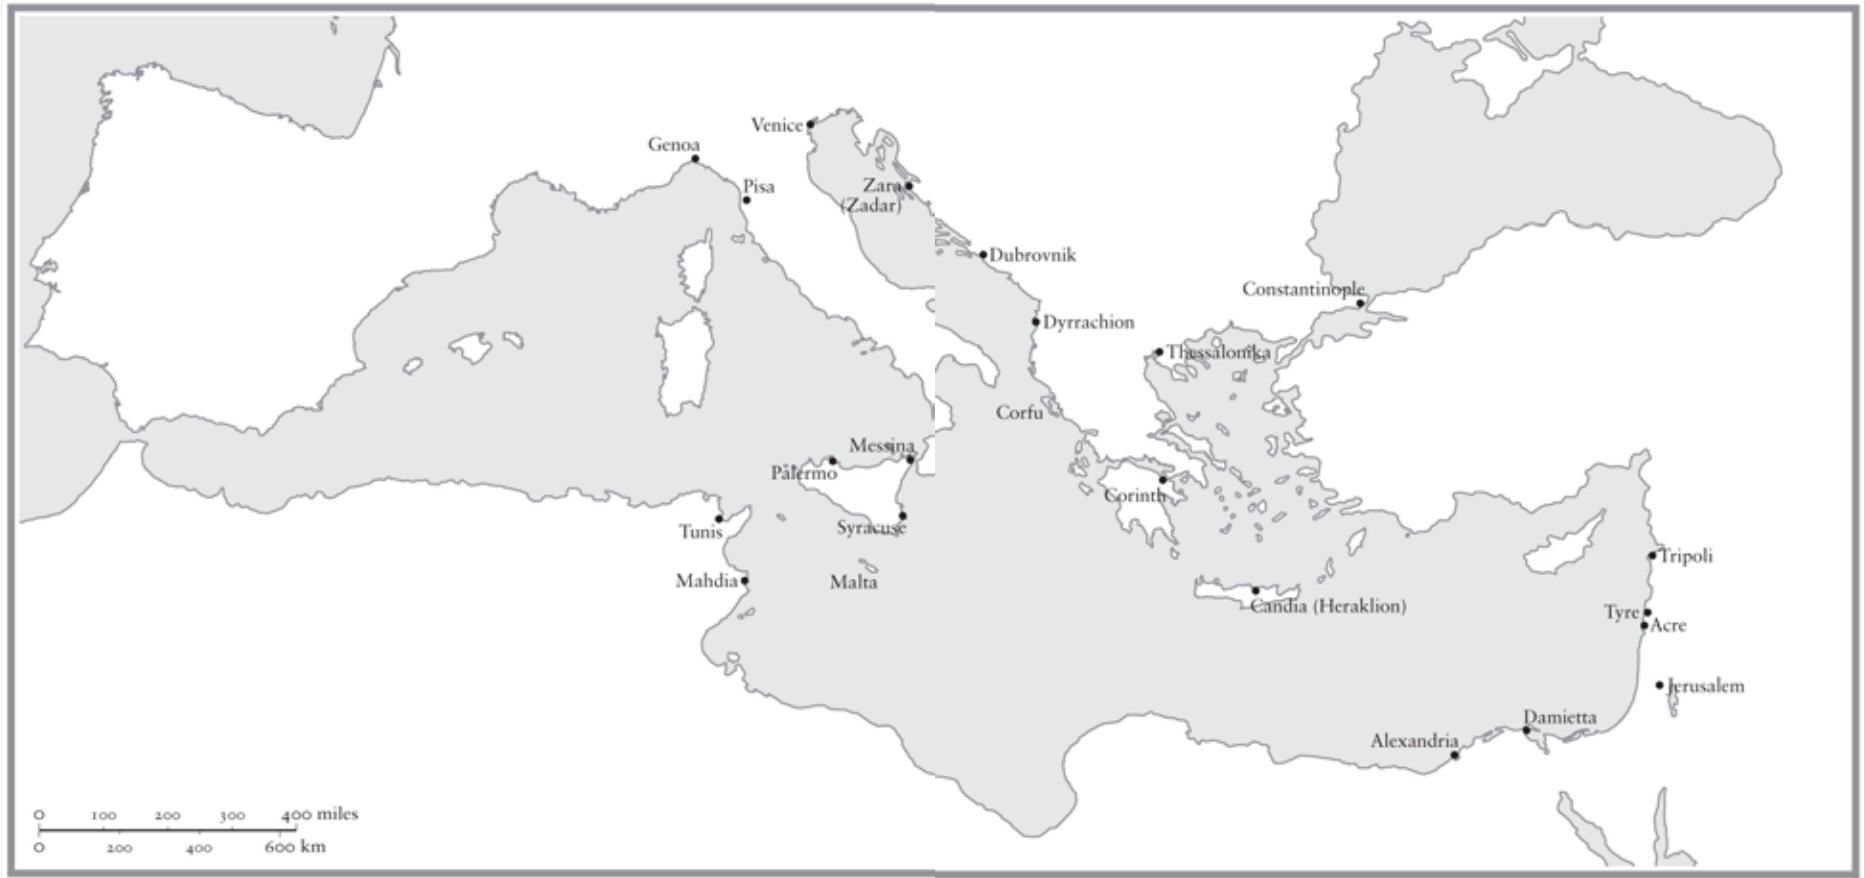 Venice
Genoa
Pisa
Zara
(Zadar)
Dubrovnik
Constantinople
Dyrrachion
Thessalonika
Corfu
Messina
Palermo
Corinth
Syracuse
Tunis
Tripoli
Mahdia
Malta
Candia (Heraklion)
Tyre
Acre
Jerusalem
Damietta
Alexandria
0 100 200 300 400 miles
0 200 400 600 km